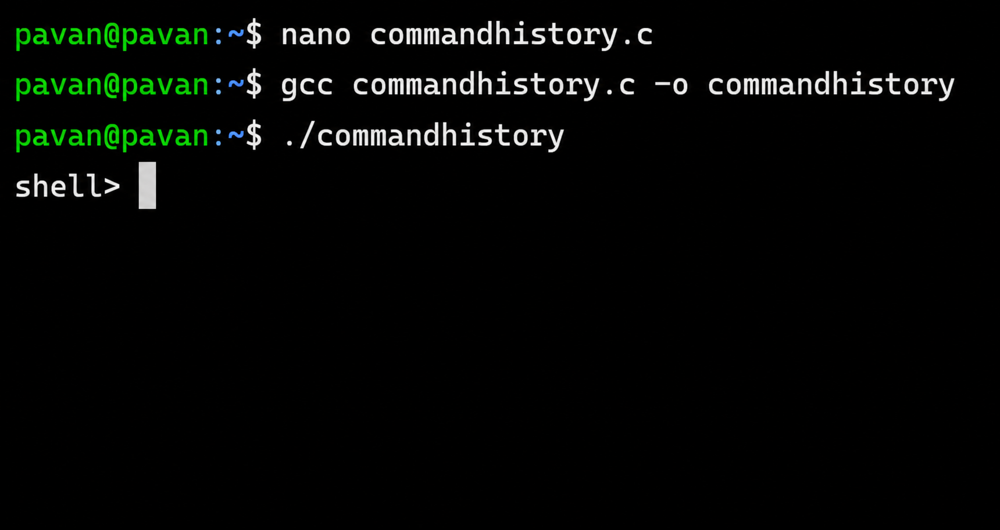 pavan@pavan:~$ nano commandhistory.c
pavan@pavan:~$ gcc commandhistory.c -o commandhistory
pavan@pavan:~$ ./commandhistory
shell>